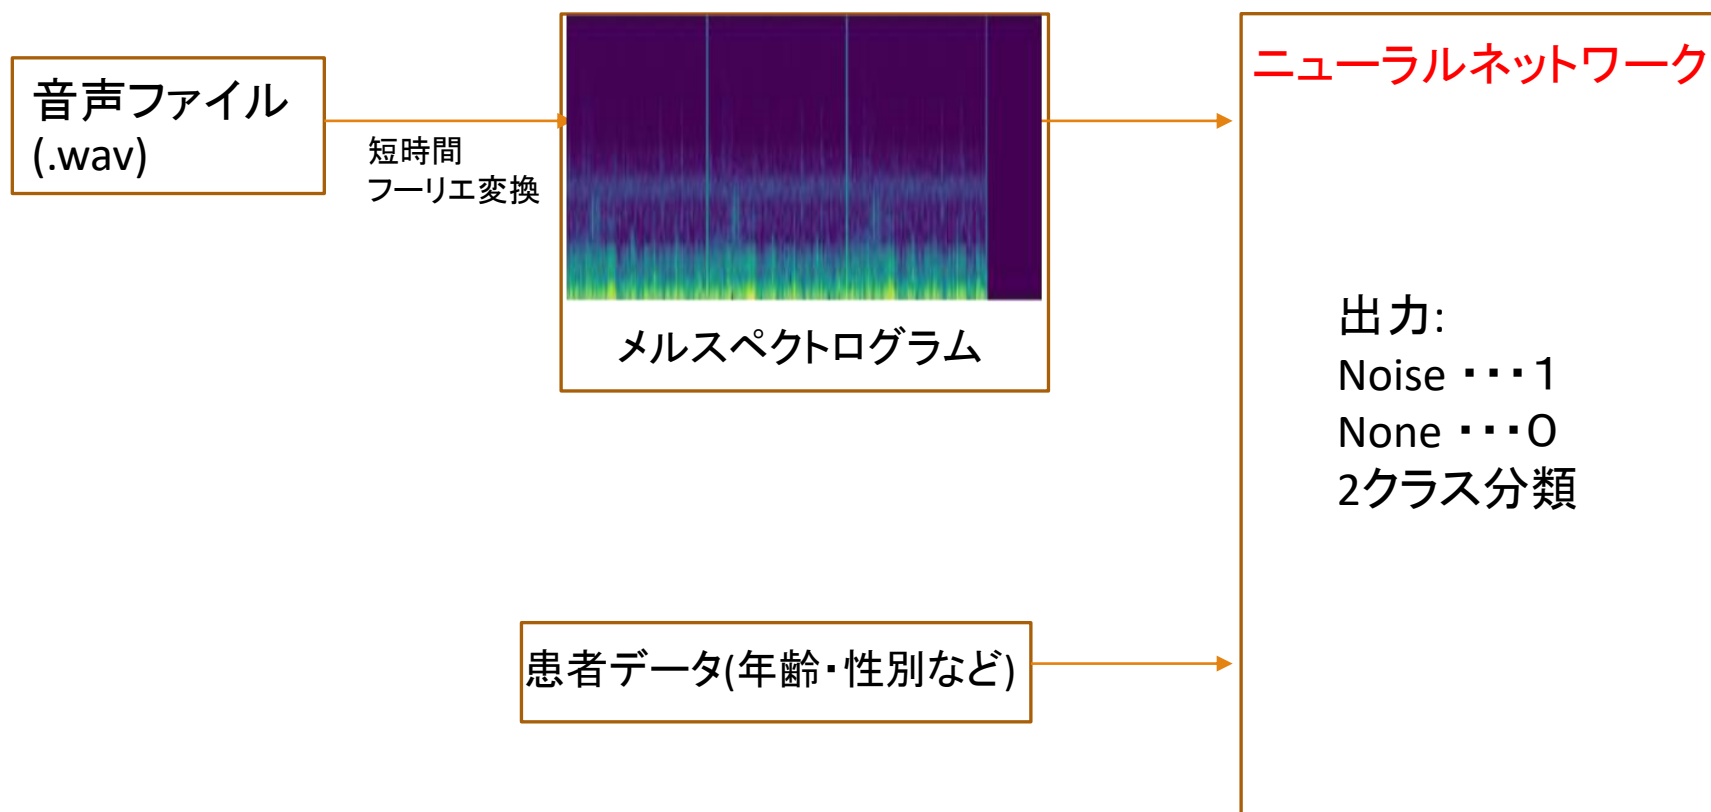 音声ファイル
(.wav)
短時間
フーリエ変換
メルスペクトログラム
患者データ(年齢・性別など)
ニューラルネットワーク
出力:
Noise ・・・１
None ・・・０
2クラス分類